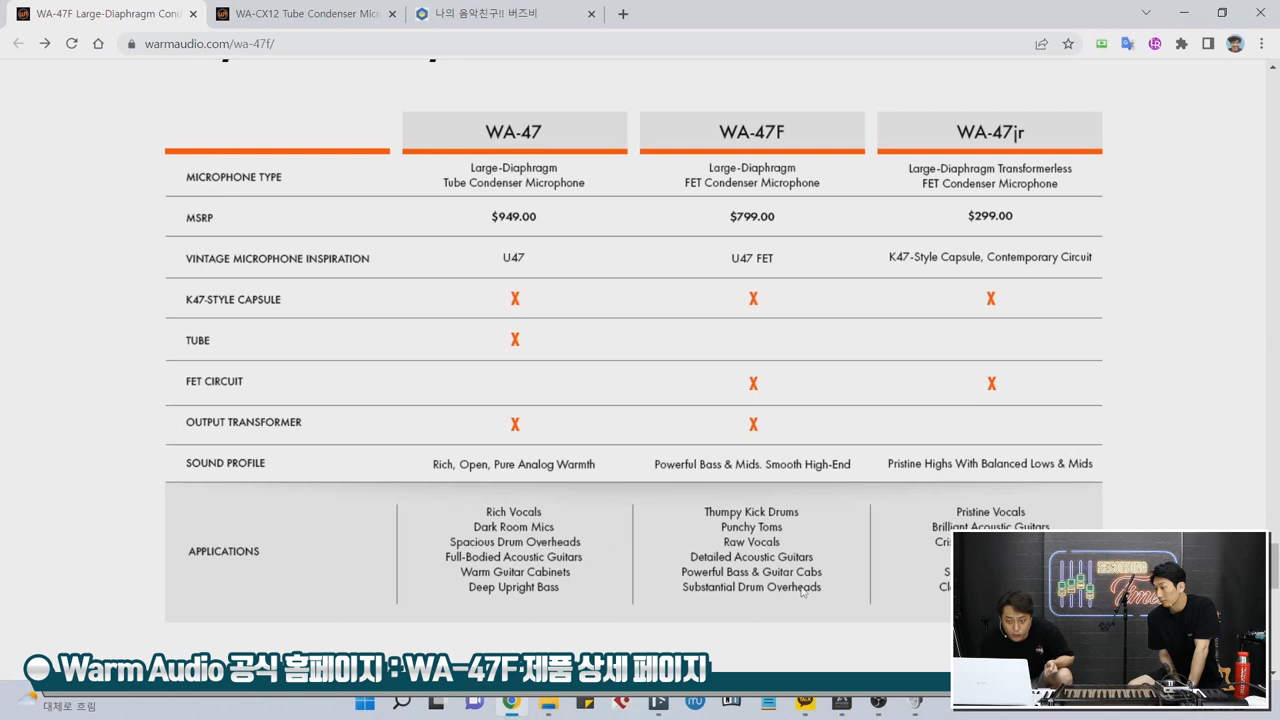 WA-47F Large-Diaphragm Cond
WA-CX12 Tube Condenser Micr
나의 음악친구!! 버즈비
warmaudio.com/wa-47f/
WA-47
WA-47F
WA-47jr
MICROPHONE TYPE
Large-Diaphragm
Tube Condenser Microphone
Large-Diaphragm
FET Condenser Microphone
Large-Diaphragm Transformerless
FET Condenser Microphone
MSRP
$949.00
$799.00
$299.00
VINTAGE MICROPHONE INSPIRATION
U47
U47 FET
K47-Style Capsule, Contemporary Circuit
K47-STYLE CAPSULE
X
X
X
TUBE
X
FET CIRCUIT
X
X
OUTPUT TRANSFORMER
X
X
SOUND PROFILE
Rich, Open, Pure Analog Warmth
Powerful Bass & Mids. Smooth High-End
Pristine Highs With Balanced Lows & Mids
APPLICATIONS
Rich Vocals
Dark Room Mics
Spacious Drum Overheads
Full-Bodied Acoustic Guitars
Warm Guitar Cabinets
Deep Upright Bass
Thumpy Kick Drums
Punchy Toms
Raw Vocals
Detailed Acoustic Guitars
Powerful Bass & Guitar Cabs
Substantial Drum Overheads
Pristine Vocals
Brilliant Acoustic Guitars
RECORDING
Time
Warm Audio 공식 홈페이지 : WA-47F 제품 상세 페이지
대체로 흐림